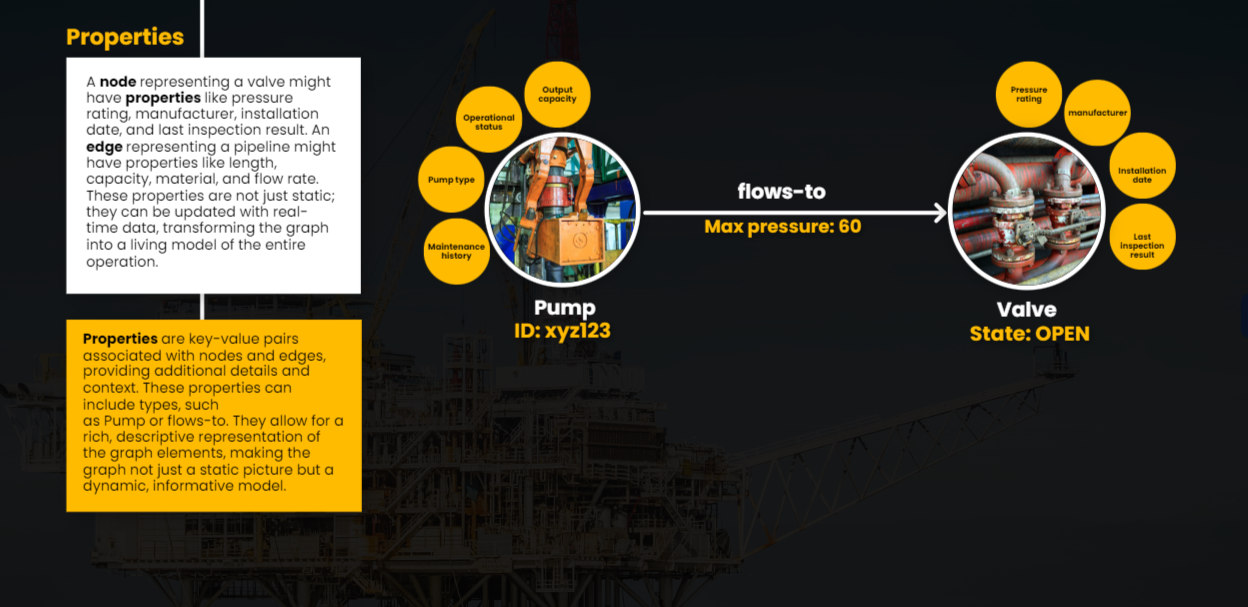 Properties
A node representing a valve might
have properties like pressure
rating, manufacturer, installation
date, and last inspection result. An
edge representing a pipeline might
have properties like length,
capacity, material, and flow rate.
These properties are not just static;
they can be updated with real-
time data, transforming the graph
into a living model of the entire
operation.
Properties are key-value pairs
associated with nodes and edges,
providing additional details and
context. These properties can
include types, such
as Pump or flows-to. They allow for a
rich, descriptive representation of
the graph elements, making the
graph not just a static picture but a
dynamic, informative model.
Output
capacity
Operational
status
Pump type
Maintenance
history
Pump
ID: xyz123
flows-to
Max pressure: 60
Pressure
rating
manufacturer
Installation
date
Last
inspection
result
Valve
State: OPEN